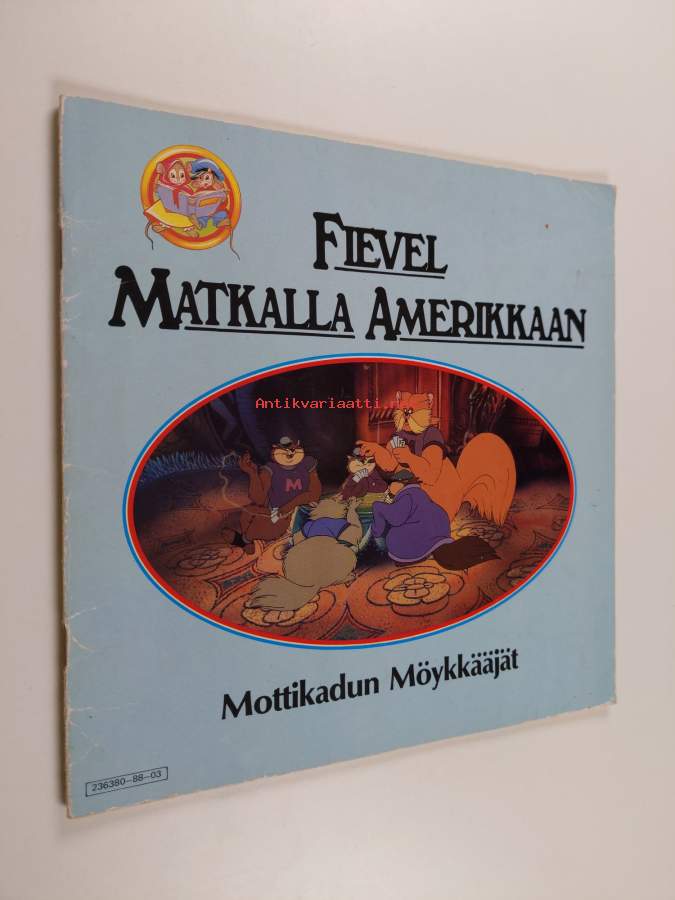 FIEVEL
MATKALLA AMERIKKAAN
Antikvariaatti.net
M
Mottikadun Möykkääjät
236380-88-03